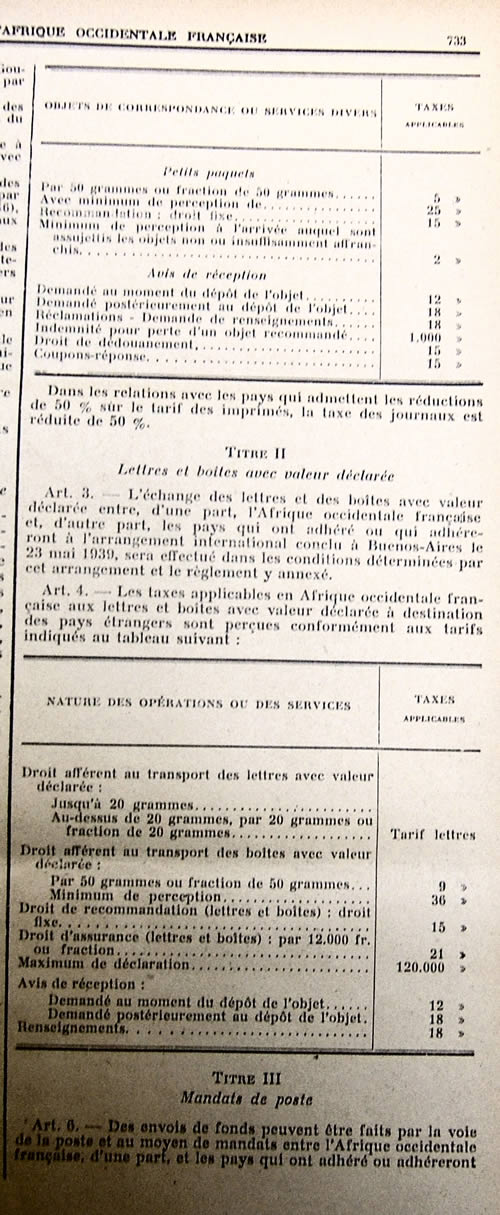 'AFRIQUE OCCIDENTALE FRANÇAISE 733
OBJETS DE CORRESPONDANCE OU SERVICES DIVERS
TAXES
APPLICABLES
Petits paquets
Par 50 grammes ou fraction de 50 grammes...... 5 »
Avec minimum de perception de................ 25 »
Recommandation : droit fixe................... 15 »
Minimum de perception à l'arrivée auquel sont
assujettis les objets non ou insuffisamment affran-
chis........................................ 2 »
Avis de réception
Demandé au moment du dépôt de l'objet......... 12 »
Demandé postérieurement au dépôt de l'objet.... 18 »
Réclamations - Demande de renseignements...... 18 »
Indemnité pour perte d'un objet recommandé.... 1.000 »
Droit de dédouanement........................ 15 »
Coupons-réponse............................... 15 »
Dans les relations avec les pays qui admettent les réductions
de 50 % sur le tarif des imprimés, la taxe des journaux est
réduite de 50 %.
TITRE II
Lettres et boîtes avec valeur déclarée
Art. 3. — L'échange des lettres et des boîtes avec valeur
déclarée entre, d'une part, l'Afrique occidentale française
et, d'autre part, les pays qui ont adhéré ou qui adhére-
ront à l'arrangement international conclu à Buenos-Aires le
23 mai 1939, sera effectué dans les conditions déterminées par
cet arrangement et le règlement y annexé.
Art. 4. — Les taxes applicables en Afrique occidentale fran-
çaise aux lettres et boîtes avec valeur déclarée à destination
des pays étrangers sont perçues conformément aux tarifs
indiqués au tableau suivant :
NATURE DES OPÉRATIONS OU DES SERVICES
TAXES
APPLICABLES
Droit afférent au transport des lettres avec valeur
déclarée :
Jusqu'à 20 grammes..........................
Au-dessus de 20 grammes, par 20 grammes ou
fraction de 20 grammes.................... Tarif lettres
Droit afférent au transport des boîtes avec valeur
déclarée :
Par 50 grammes ou fraction de 50 grammes... 9 »
Minimum de perception...................... 36 »
Droit de recommandation (lettres et boîtes) : droit
fixe......................................... 15 »
Droit d'assurance (lettres et boîtes) : par 12.000 fr.
ou fraction.................................. 21 »
Maximum de déclaration......................... 120.000 »
Avis de réception :
Demandé au moment du dépôt de l'objet...... 12 »
Demandé postérieurement au dépôt de l'objet. 18 »
Renseignements................................ 18 »
TITRE III
Mandats de poste
Art. 6. — Des envois de fonds peuvent être faits par la voie
de la poste et au moyen de mandats entre l'Afrique occidentale
française, d'une part, et les pays qui ont adhéré ou adhéreront